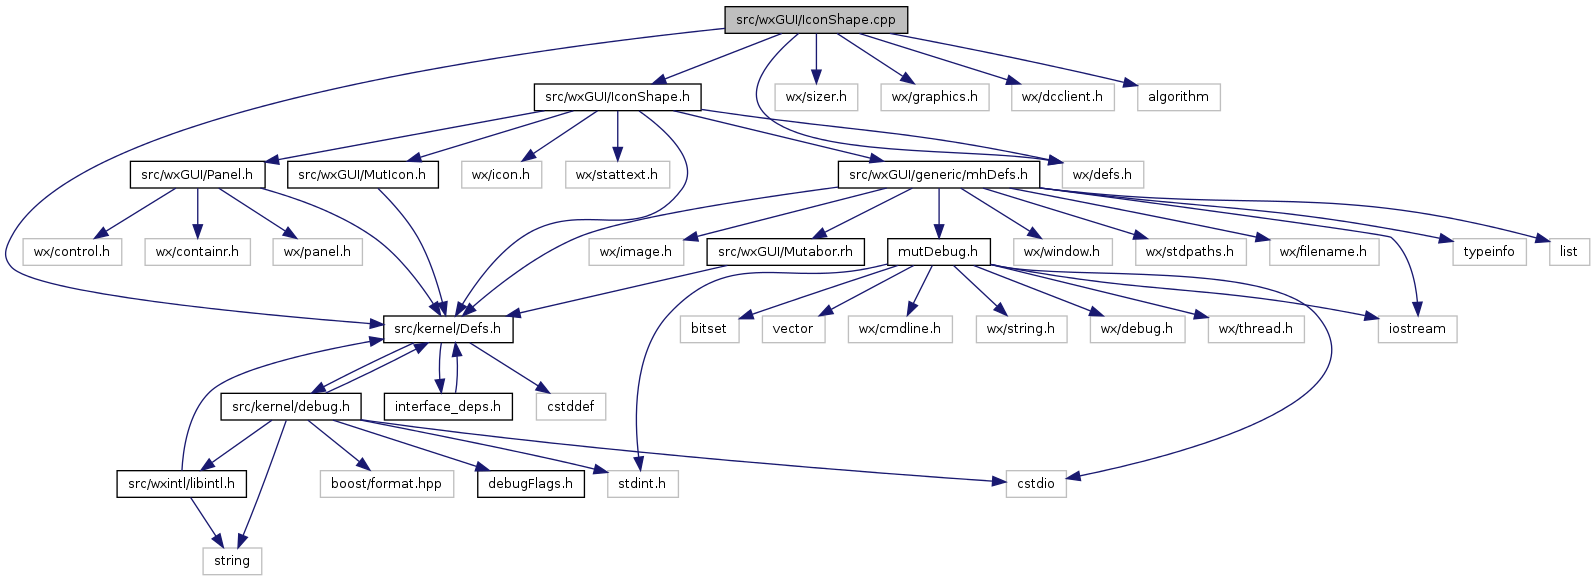 src/wxGUI/IconShape.cpp
src/wxGUI/IconShape.h
wx/sizer.h
wx/graphics.h
wx/dcclient.h
algorithm
src/wxGUI/Panel.h
src/wxGUI/MutIcon.h
wx/icon.h
wx/stattext.h
src/wxGUI/generic/mhDefs.h
wx/defs.h
wx/control.h
wx/containr.h
wx/panel.h
wx/image.h
src/wxGUI/Mutabor.rh
mutDebug.h
wx/window.h
wx/stdpaths.h
wx/filename.h
typeinfo
list
src/kernel/Defs.h
bitset
vector
wx/cmdline.h
wx/string.h
wx/debug.h
wx/thread.h
iostream
src/kernel/debug.h
interface_deps.h
cstddef
src/wxintl/libintl.h
boost/format.hpp
debugFlags.h
stdint.h
cstdio
string